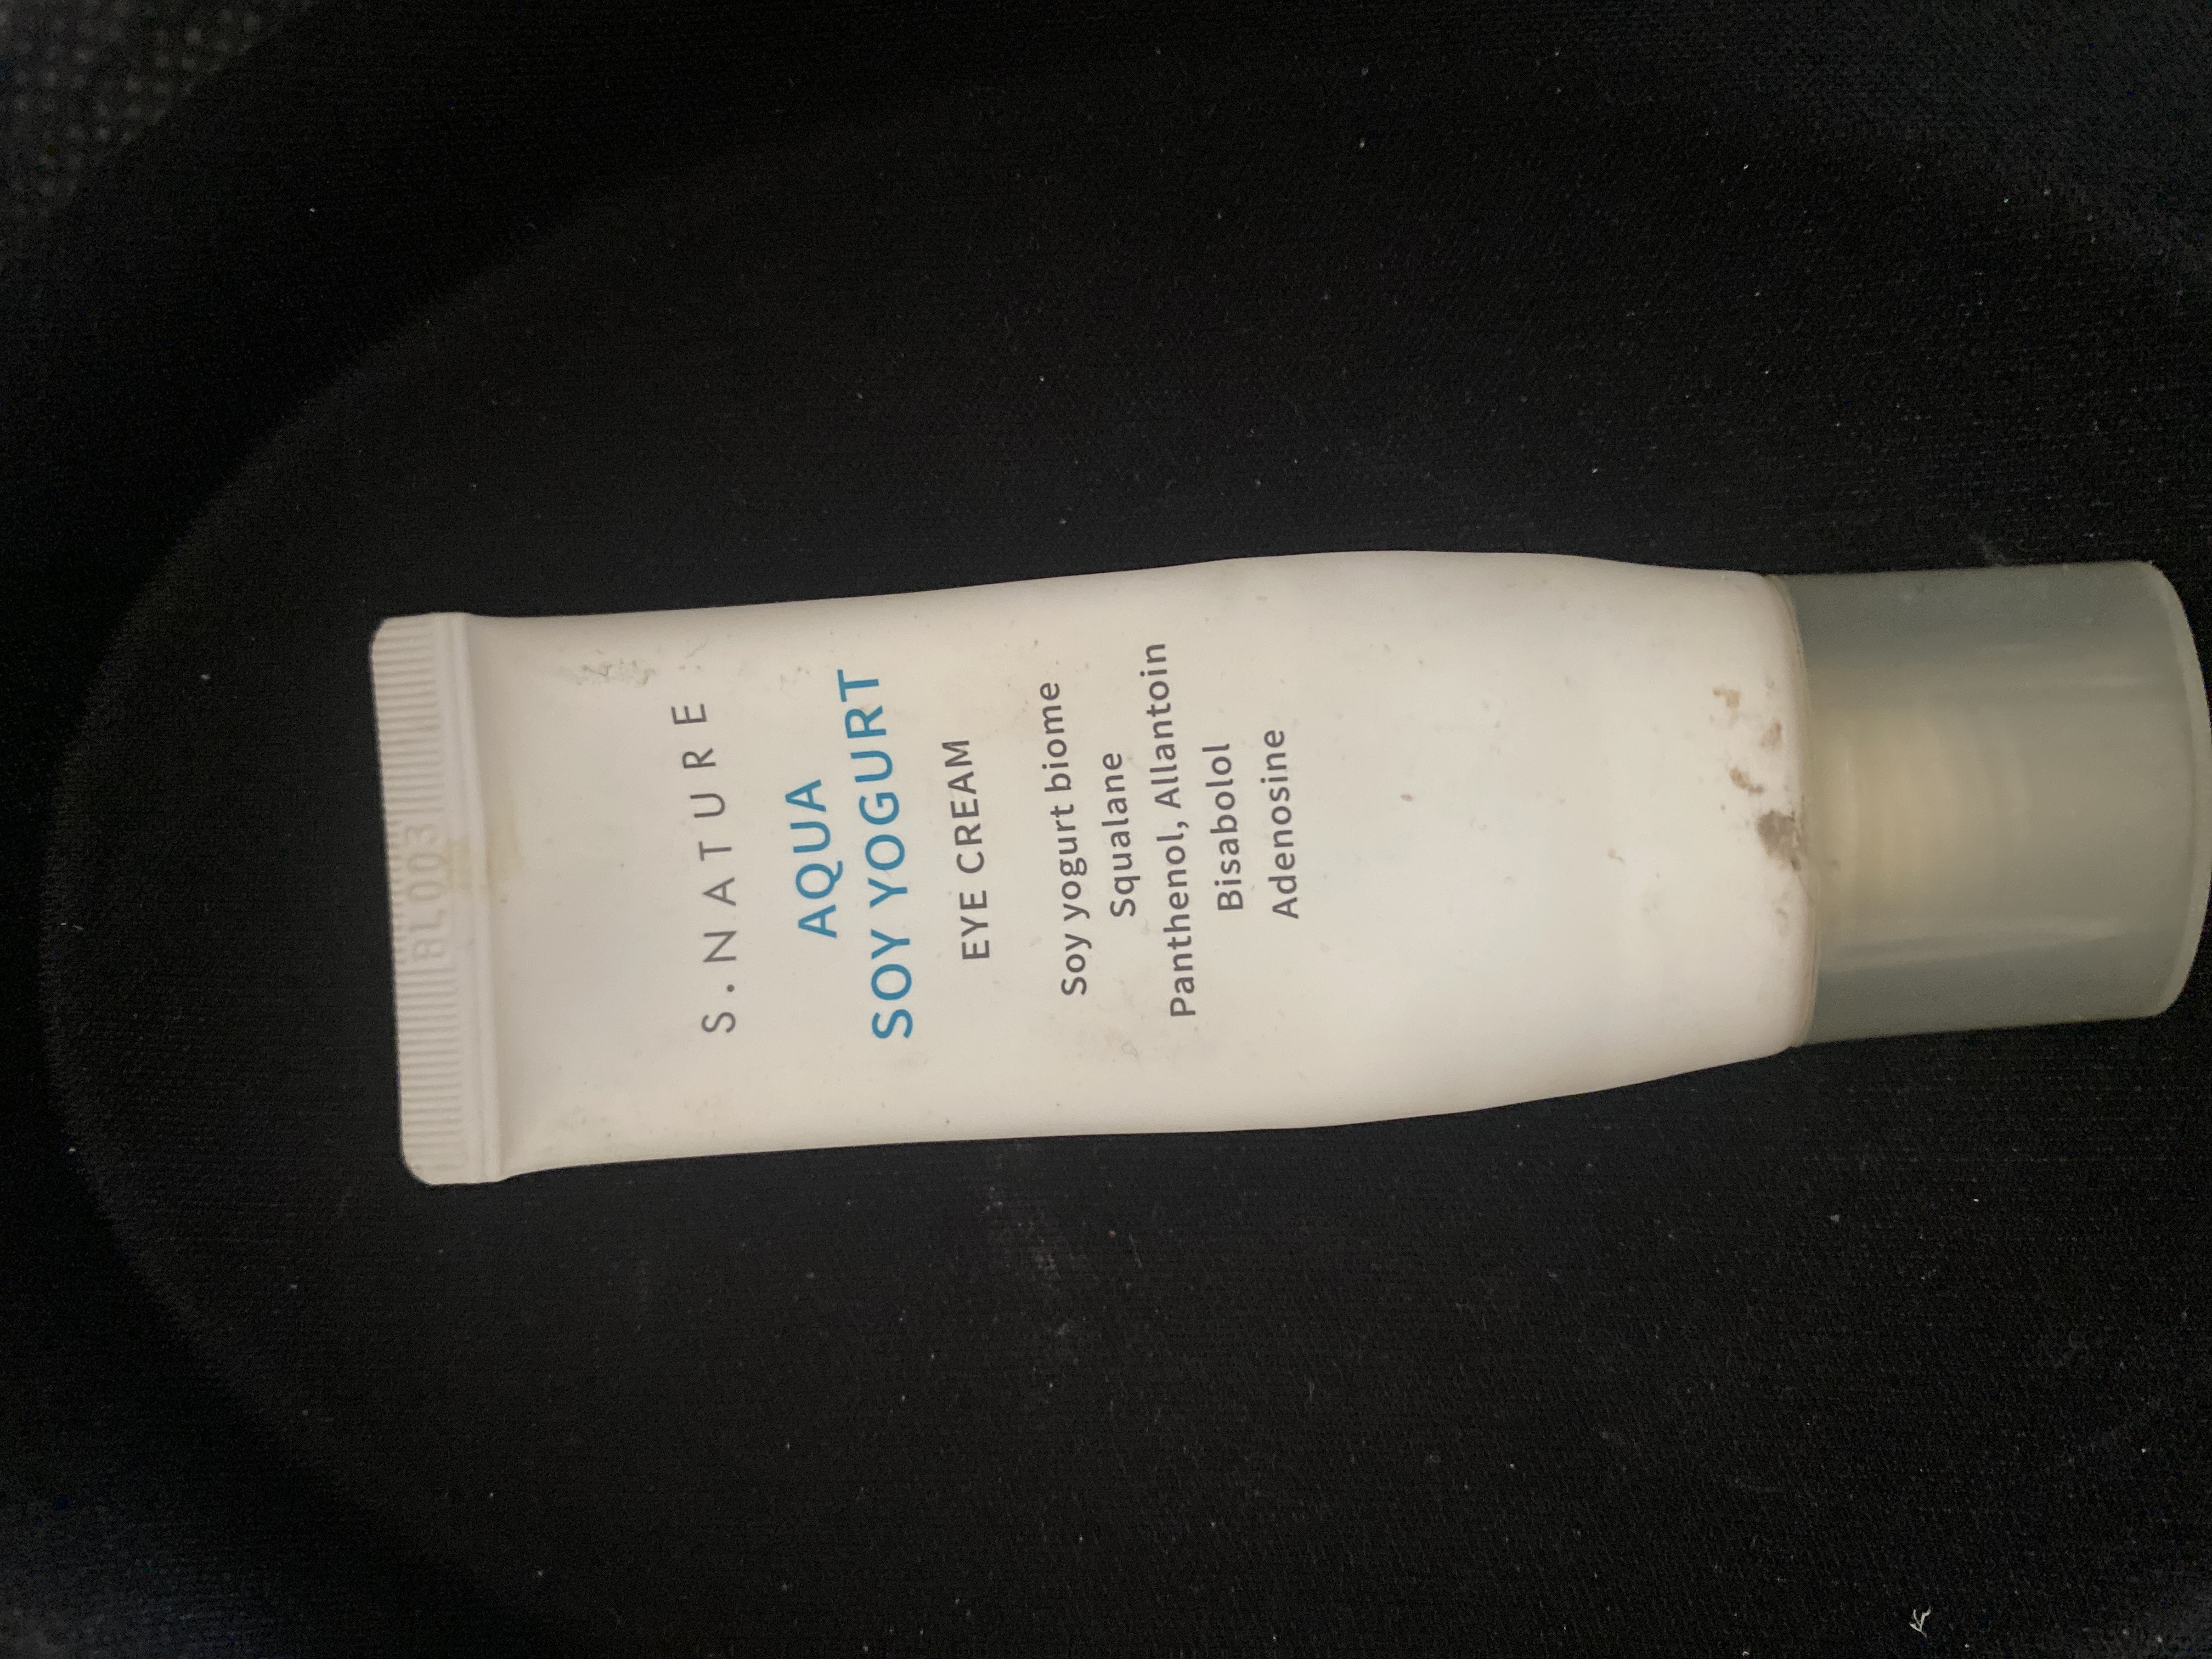 BL003
S.NATURE
AQUA
SOY YOGURT
EYE CREAM
Soy yogurt biome
Squalane
Panthenol, Allantoin
Bisabolol
Adenosine